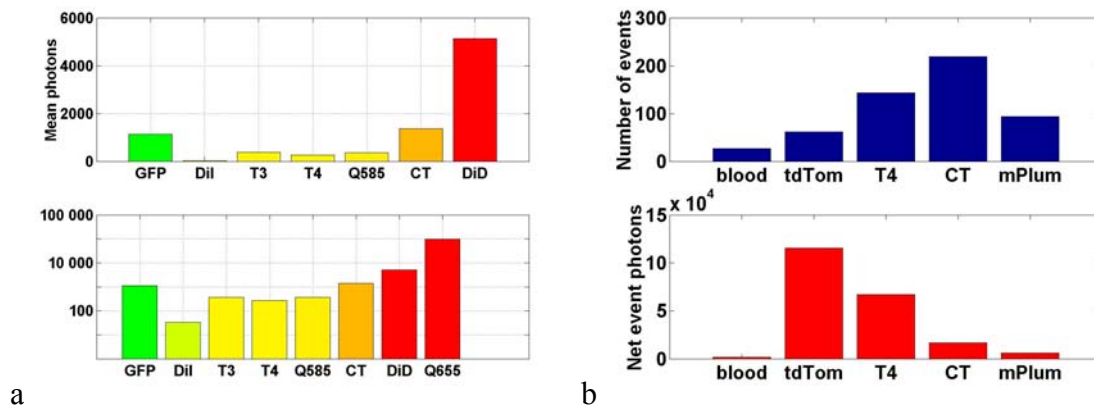 6000
4000
2000
0
Mean photons
GFP DiI T3 T4 Q585 CT DiD
100 000
10 000
100
GFP DiI T3 T4 Q585 CT DiD Q655
a
300
200
100
0
Number of events
blood tdTom T4 CT mPlum
x 10^4
15
10
5
0
Net event photons
blood tdTom T4 CT mPlum
b